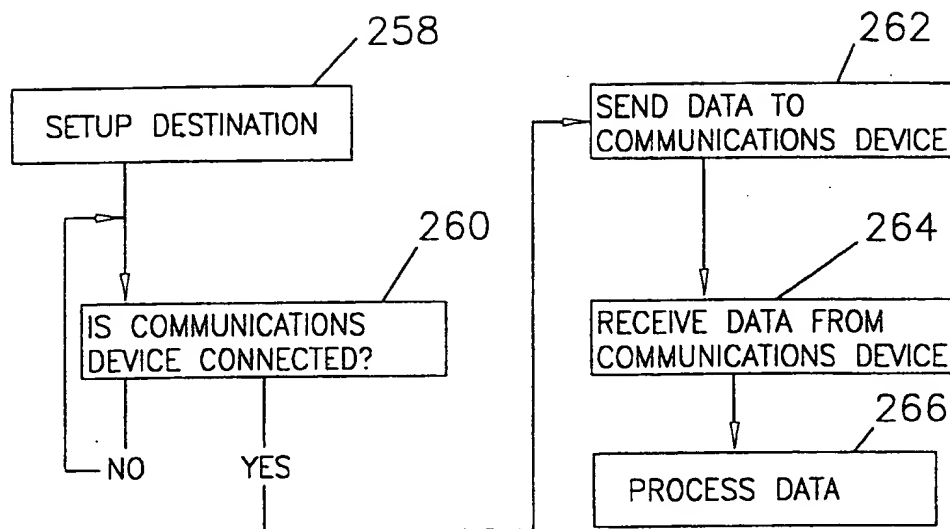 258
SETUP DESTINATION
260
IS COMMUNICATIONS
DEVICE CONNECTED?
NO
YES
262
SEND DATA TO
COMMUNICATIONS DEVICE
264
RECEIVE DATA FROM
COMMUNICATIONS DEVICE
266
PROCESS DATA